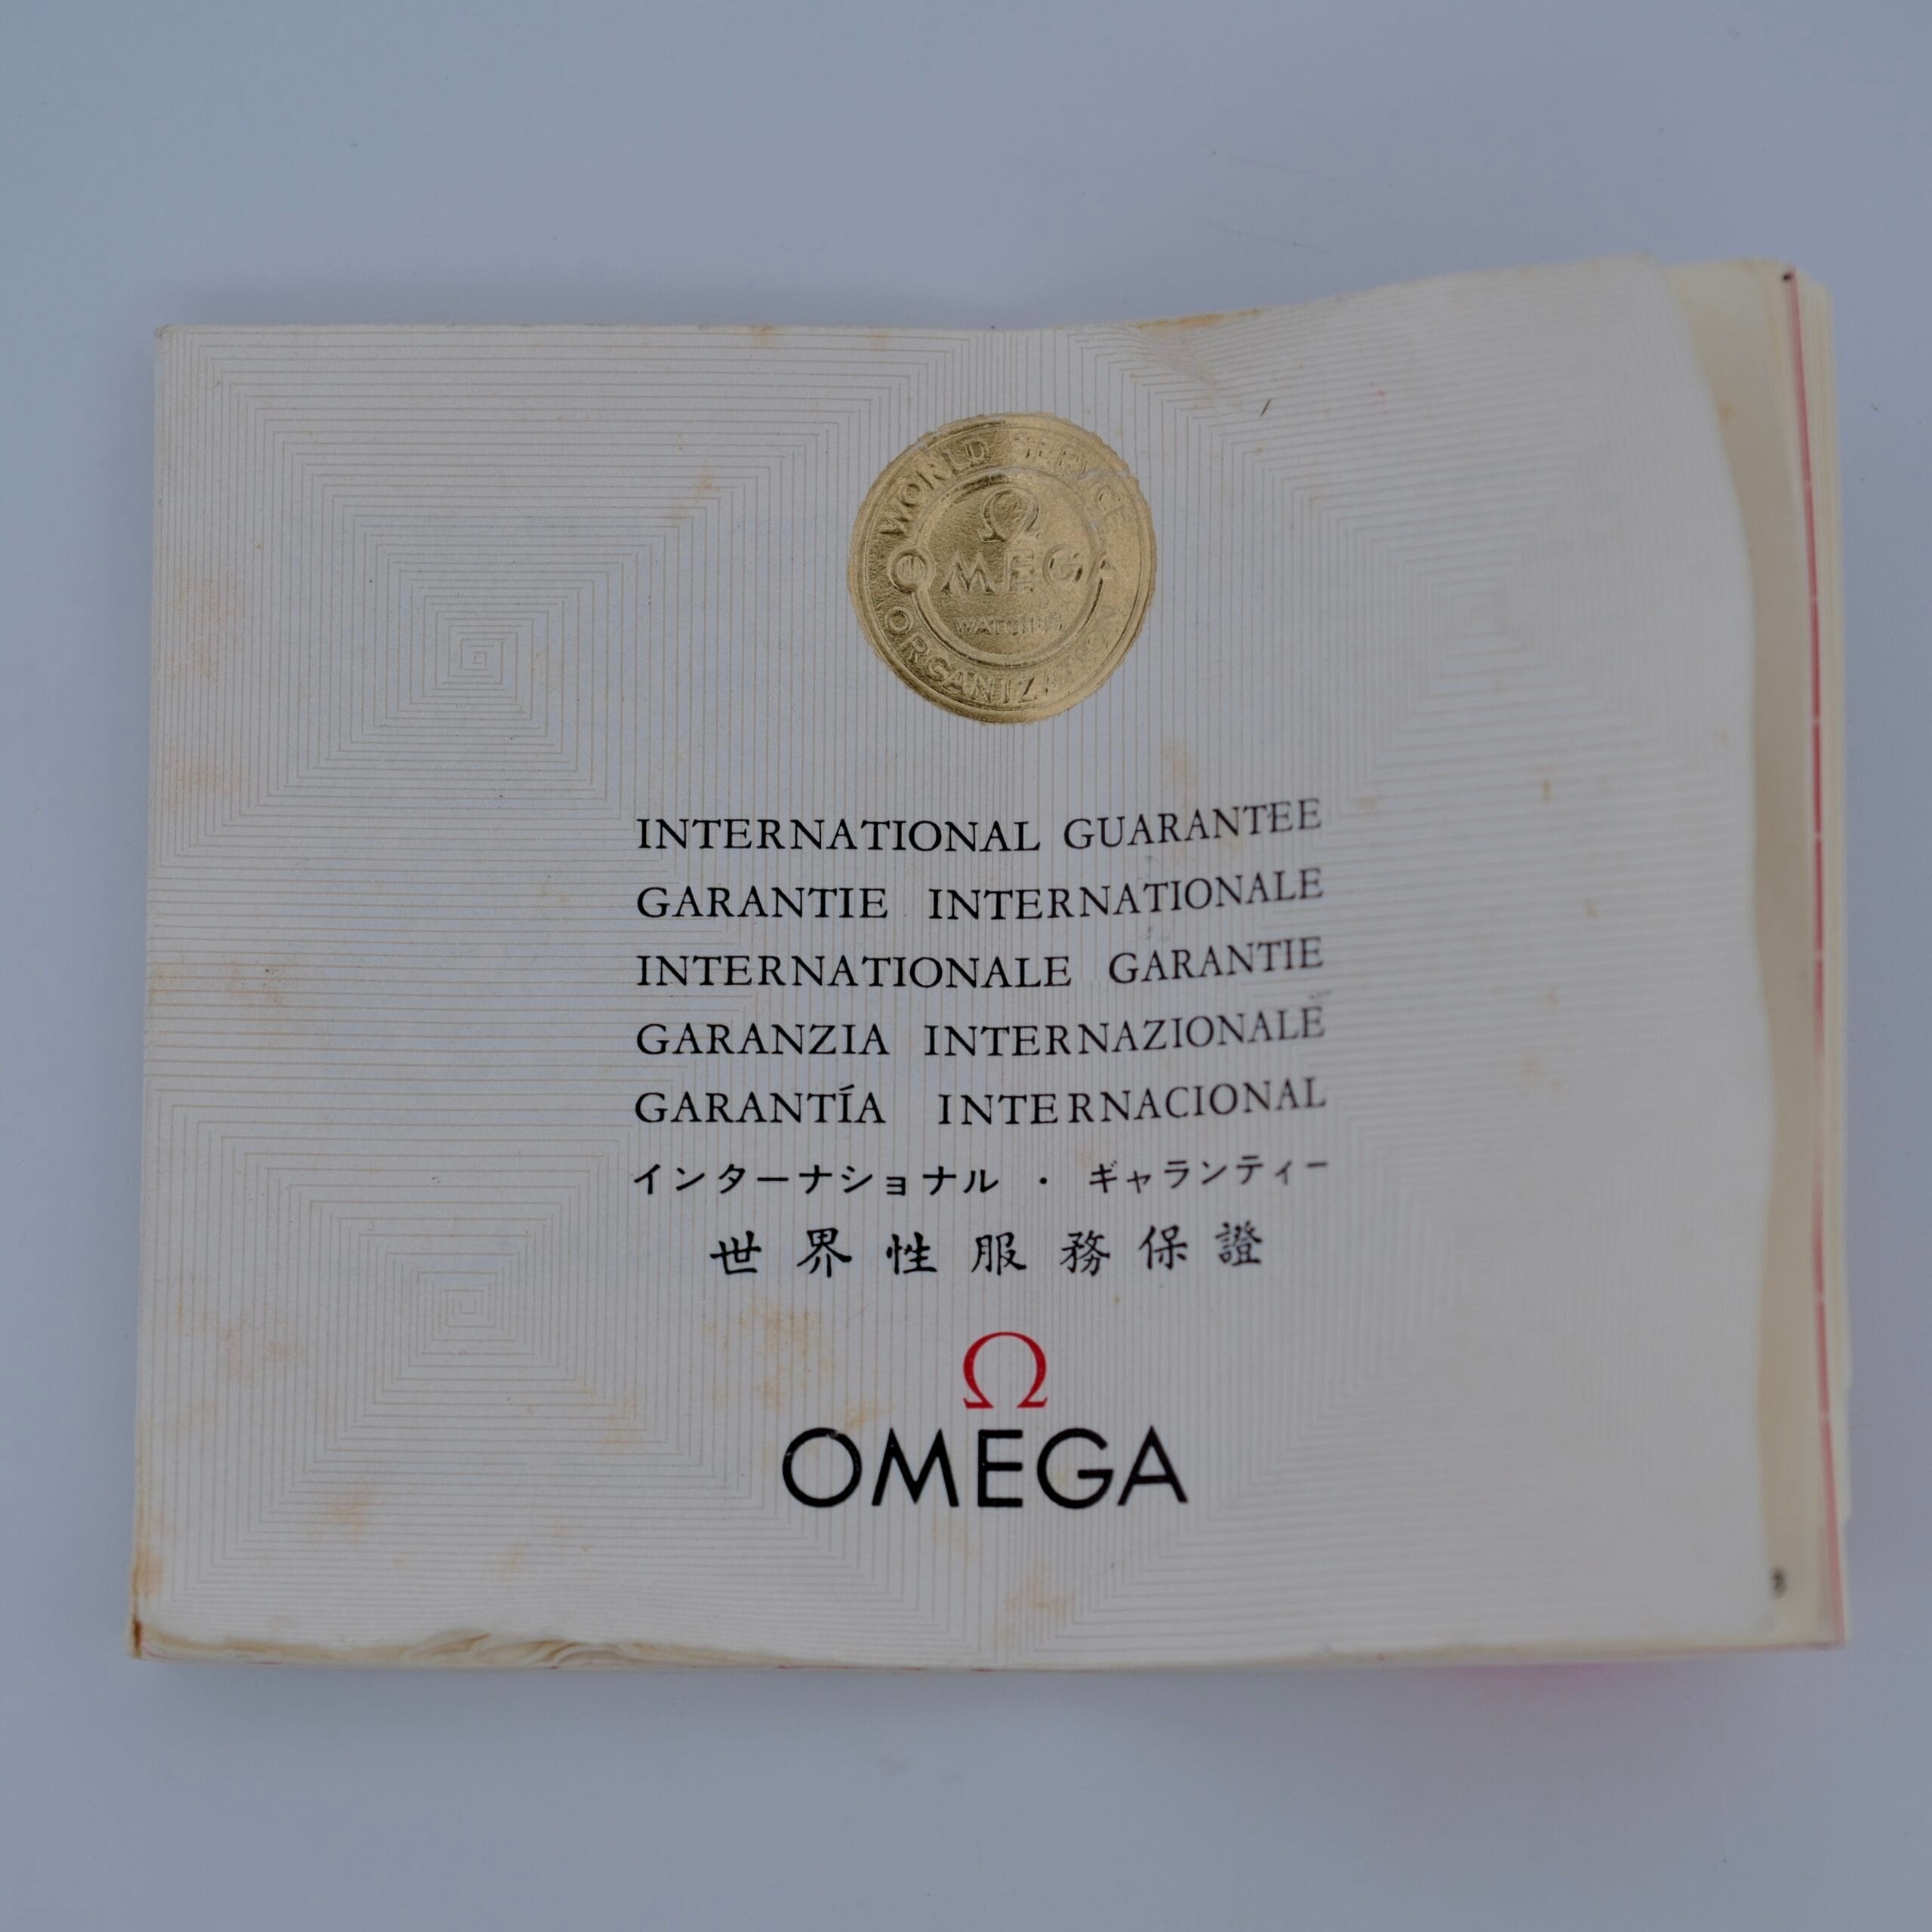 WORLD SERVICE
Ω
OMEGA
WATCHES
ORGANIZATION
INTERNATIONAL GUARANTEE
GARANTIE INTERNATIONALE
INTERNATIONALE GARANTIE
GARANZIA INTERNAZIONALE
GARANTÍA INTERNACIONAL
インターナショナル・ギャランティー
世界性服務保證
Ω
OMEGA